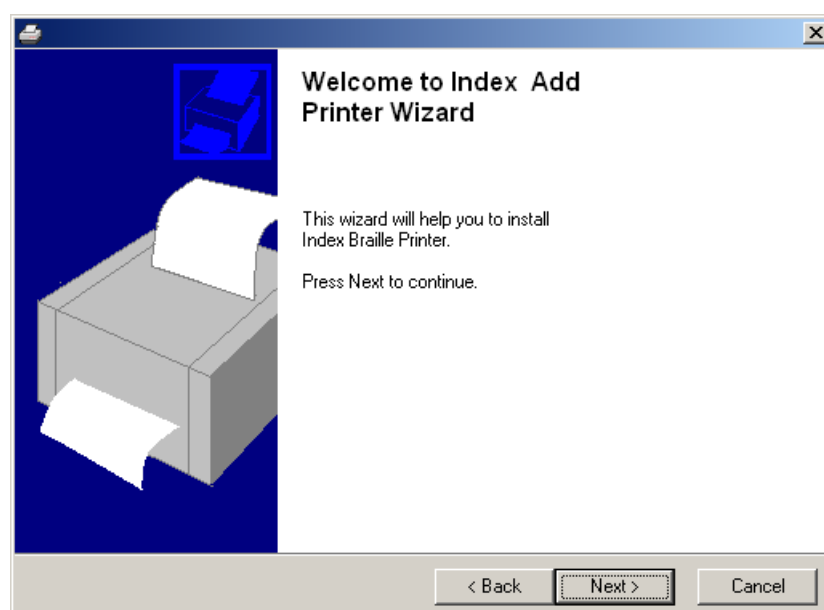 Welcome to Index  Add
Printer Wizard
This wizard will help you to install
Index Braille Printer.
Press Next to continue.
< Back
Next >
Cancel